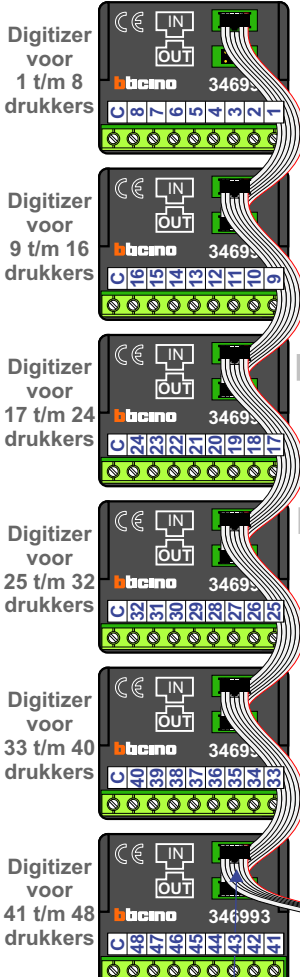 Digitizer
voor
1 t/m 8
drukkers
CE IN
OUT
bticino 34699
C 8 7 6 5 4 3 2 1
Digitizer
voor
9 t/m 16
drukkers
CE IN
OUT
bticino 34699
C 16 15 14 13 12 11 10 9
Digitizer
voor
17 t/m 24
drukkers
CE IN
OUT
bticino 34699
C 24 23 22 21 20 19 18 17
Digitizer
voor
25 t/m 32
drukkers
CE IN
OUT
bticino 34699
C 32 31 30 29 28 27 26 25
Digitizer
voor
33 t/m 40
drukkers
CE IN
OUT
bticino 34699
C 40 39 38 37 36 35 34 33
Digitizer
voor
41 t/m 48
drukkers
CE IN
OUT
bticino 346993
C 48 47 46 45 44 43 42 41